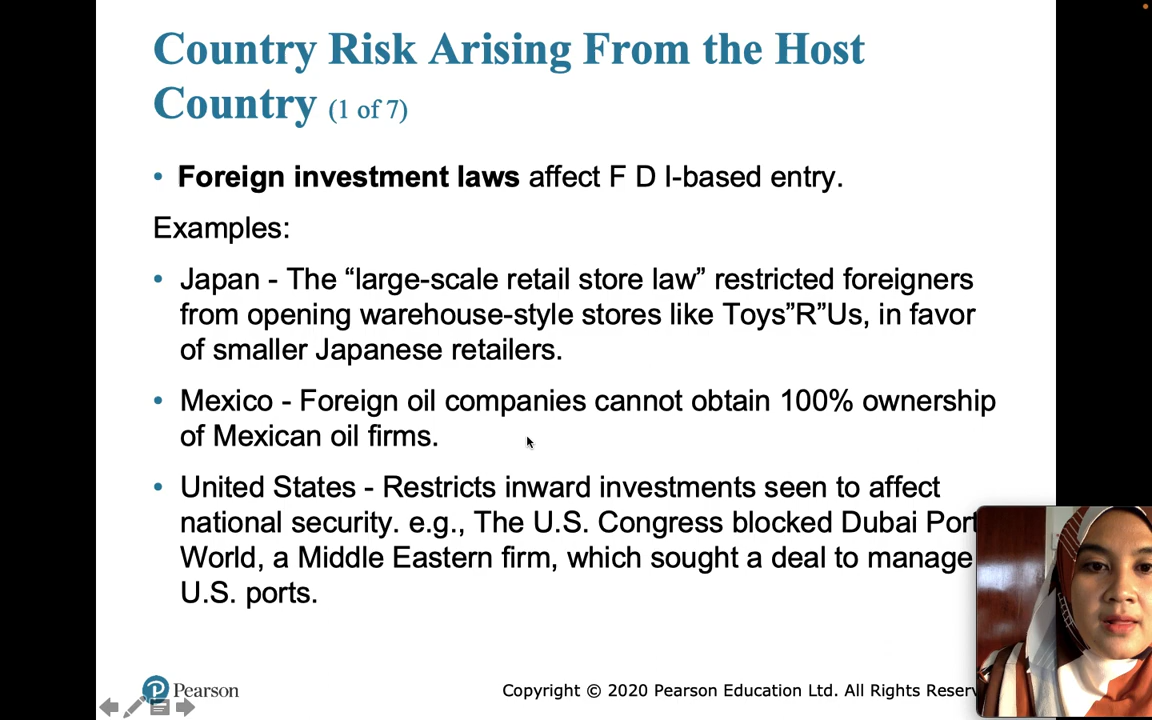 Country Risk Arising From the Host
Country (1 of 7)
• Foreign investment laws affect F D I-based entry.
Examples:
• Japan - The “large-scale retail store law” restricted foreigners
from opening warehouse-style stores like Toys”R”Us, in favor
of smaller Japanese retailers.
• Mexico - Foreign oil companies cannot obtain 100% ownership
of Mexican oil firms.
• United States - Restricts inward investments seen to affect
national security. e.g., The U.S. Congress blocked Dubai Port
World, a Middle Eastern firm, which sought a deal to manage
U.S. ports.
P Pearson
Copyright © 2020 Pearson Education Ltd. All Rights